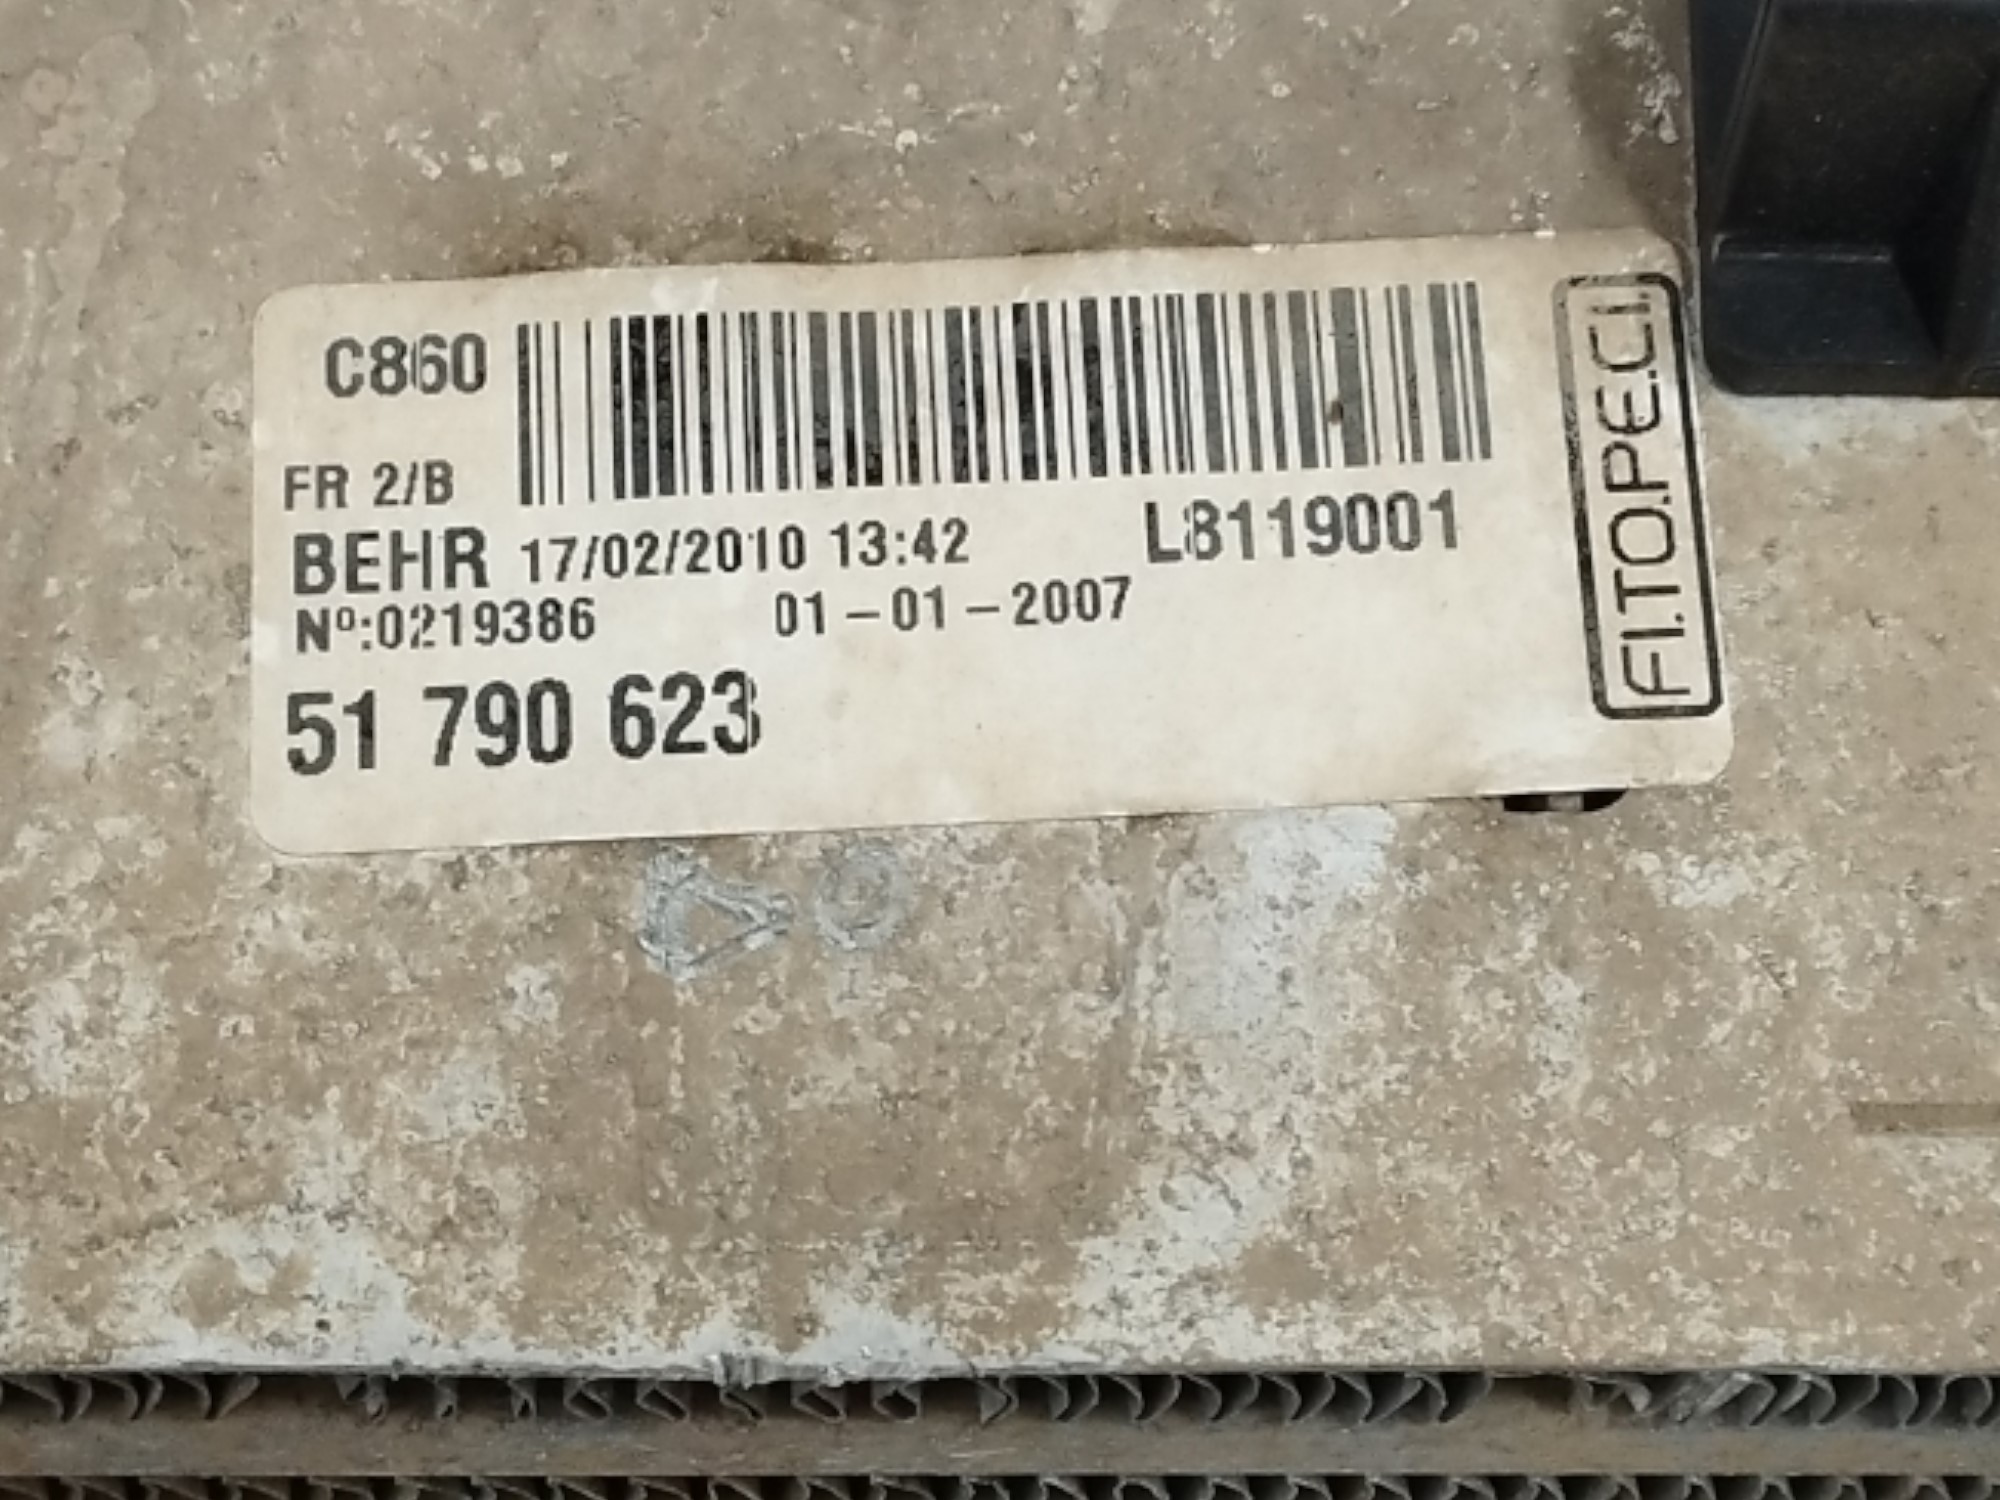 C860
FR 2/B
BEHR 17/02/2010 13:42 L8119001
Nº:0219386 01-01-2007
51 790 623
FI.TO.PE.C.I.